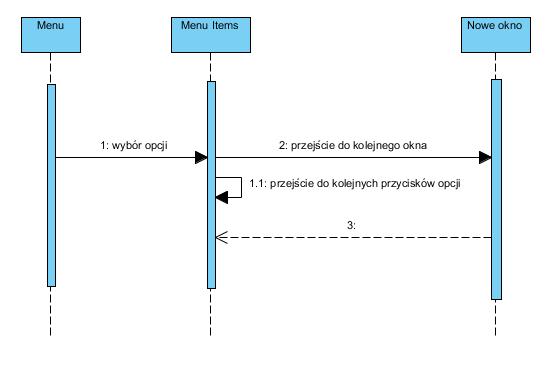 Menu
Menu Items
Nowe okno
1: wybór opcji
2: przejście do kolejnego okna
1.1: przejście do kolejnych przycisków opcji
3: